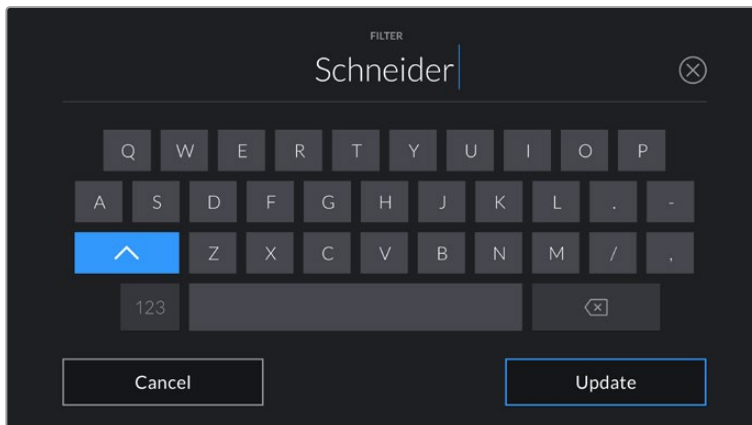 FILTER
Schneider
Q W E R T Y U I O P
A S D F G H J K L . -
Z X C V B N M / ,
123
Cancel Update